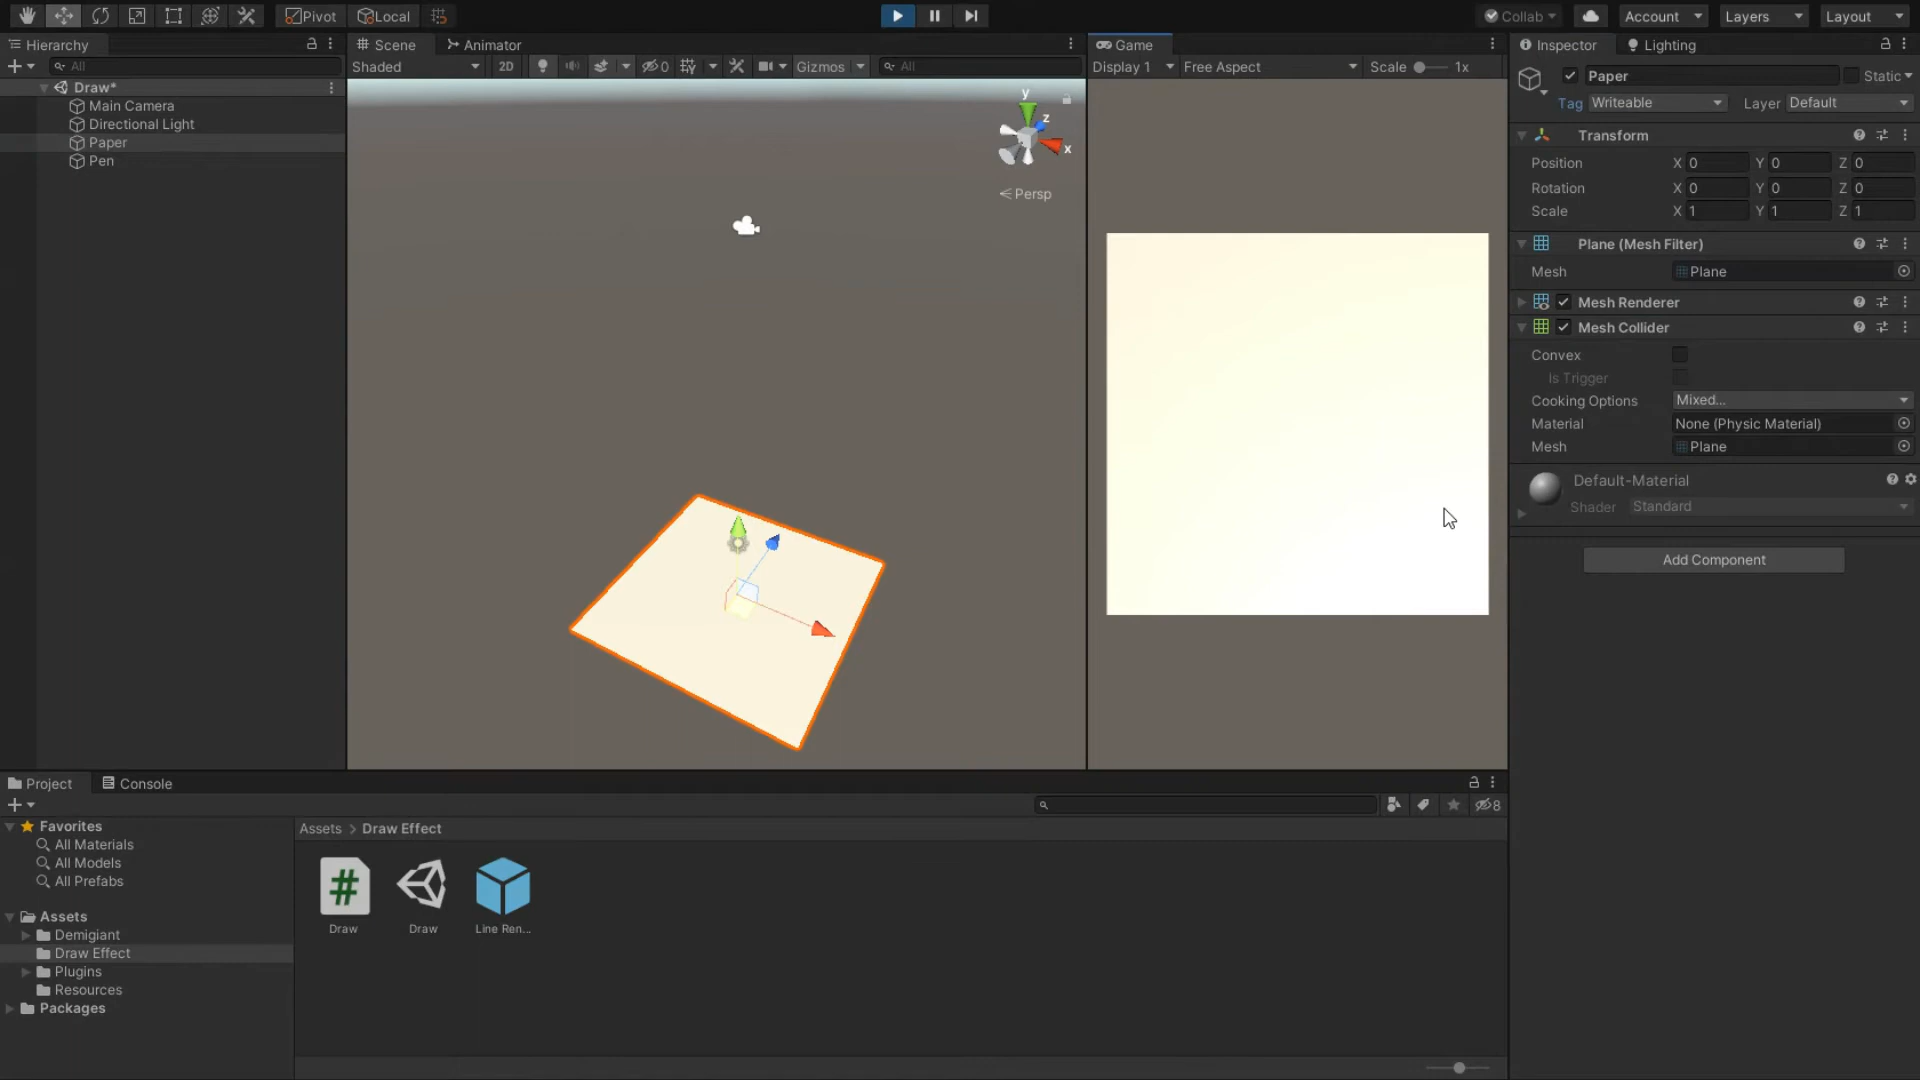 Pivot
Local
Collab
Account
Layers
Layout
Hierarchy
All
Draw*
Main Camera
Directional Light
Paper
Pen
Scene
Animator
Shaded
2D
0
Gizmos
All
y
z
x
Persp
Game
Display 1
Free Aspect
Scale
1x
Inspector
Lighting
Paper
Static
Tag
Writeable
Layer
Default
Transform
Position X 0 Y 0 Z 0
Rotation X 0 Y 0 Z 0
Scale X 1 Y 1 Z 1
Plane (Mesh Filter)
Mesh Plane
Mesh Renderer
Mesh Collider
Convex
Is Trigger
Cooking Options Mixed...
Material None (Physic Material)
Mesh Plane
Default-Material
Shader Standard
Add Component
Project
Console
8
Favorites
All Materials
All Models
All Prefabs
Assets
Demigiant
Draw Effect
Plugins
Resources
Packages
Assets > Draw Effect
#
Draw
Draw
Line Ren...